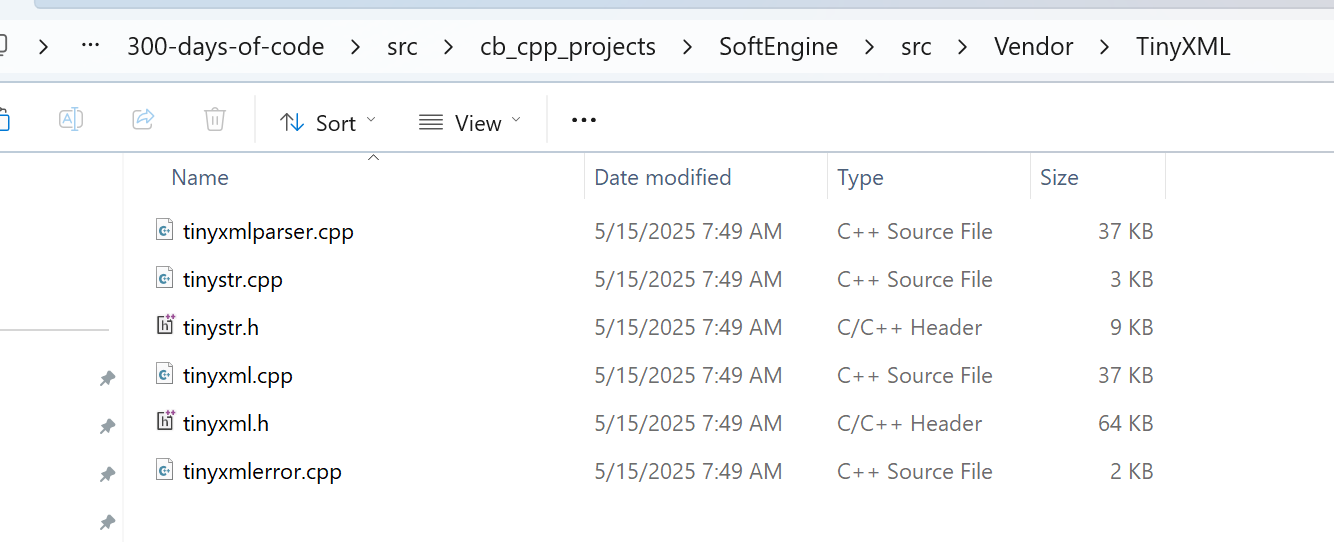 ... 300-days-of-code > src > cb_cpp_projects > SoftEngine > src > Vendor > TinyXML
Sort View ...
Name Date modified Type Size
tinyxmlparser.cpp 5/15/2025 7:49 AM C++ Source File 37 KB
tinystr.cpp 5/15/2025 7:49 AM C++ Source File 3 KB
tinystr.h 5/15/2025 7:49 AM C/C++ Header 9 KB
tinyxml.cpp 5/15/2025 7:49 AM C++ Source File 37 KB
tinyxml.h 5/15/2025 7:49 AM C/C++ Header 64 KB
tinyxmlerror.cpp 5/15/2025 7:49 AM C++ Source File 2 KB